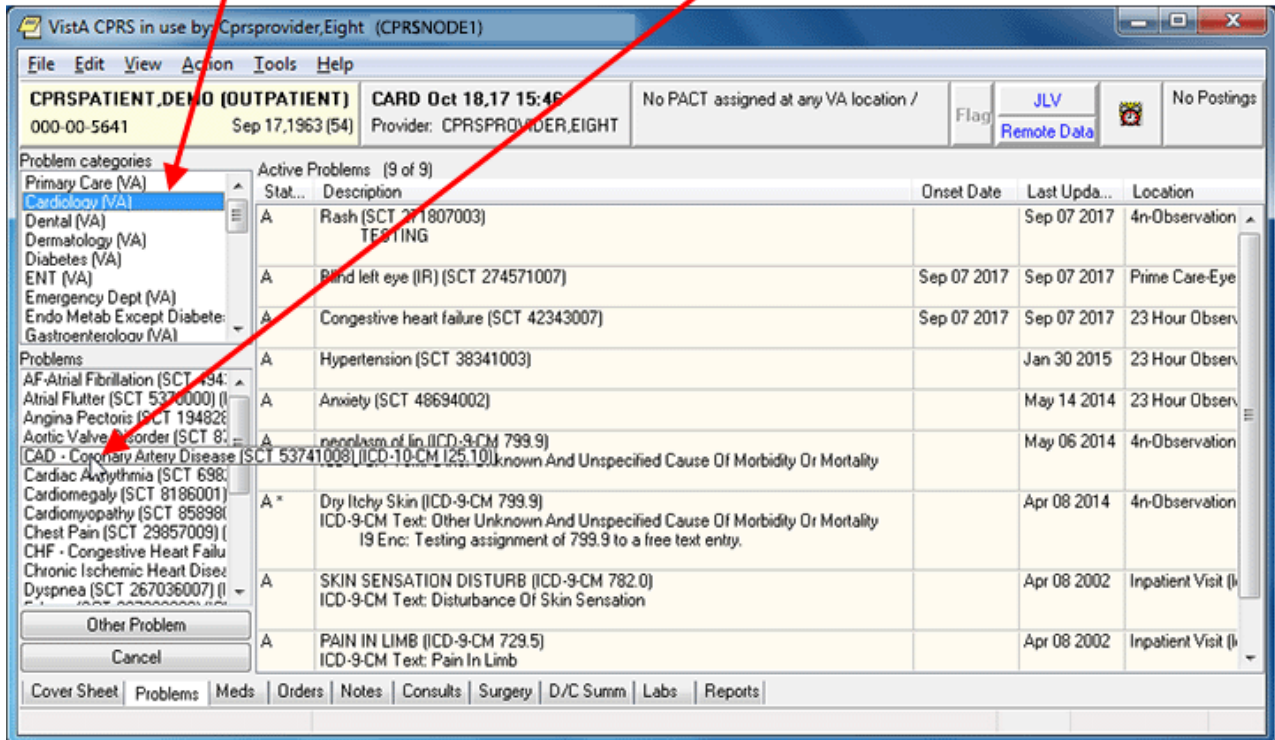 VistA CPRS in use by: Cprsprovider,Eight (CPRSNODE1)
File Edit View Action Tools Help
CPRSPATIENT,DEMO (OUTPATIENT)
000-00-5641 Sep 17,1963 (54)
CARD Oct 18,17 15:46
Provider: CPRSPROVIDER,EIGHT
No PACT assigned at any VA location /
Flag
JLV
Remote Data
No Postings
Problem categories
Primary Care (VA)
Cardiology (VA)
Dental (VA)
Dermatology (VA)
Diabetes (VA)
ENT (VA)
Emergency Dept (VA)
Endo Metab Except Diabete
Gastroenterology (VA)
Problems
AF-Atrial Fibrillation (SCT 494
Atrial Flutter (SCT 5370000) (I
Angina Pectoris (SCT 194828
Aortic Valve Disorder (SCT 8
CAD - Coronary Artery Disease (SCT 53741008) (ICD-10-CM I25.10)
Cardiac Arrhythmia (SCT 698
Cardiomegaly (SCT 8186001)
Cardiomyopathy (SCT 858980
Chest Pain (SCT 29857009) (
CHF - Congestive Heart Failu
Chronic Ischemic Heart Disea
Dyspnea (SCT 267036007) (I
Other Problem
Cancel
Active Problems (9 of 9)
Stat... Description Onset Date Last Upda... Location
A Rash (SCT 271807003) Sep 07 2017 4n-Observation
TESTING
A Blind left eye (IR) (SCT 274571007) Sep 07 2017 Sep 07 2017 Prime Care-Eye
A Congestive heart failure (SCT 42343007) Sep 07 2017 Sep 07 2017 23 Hour Observ
A Hypertension (SCT 38341003) Jan 30 2015 23 Hour Observ
A Anxiety (SCT 48694002) May 14 2014 23 Hour Observ
A neoplasm of lip (ICD-9-CM 799.9) May 06 2014 4n-Observation
Unknown And Unspecified Cause Of Morbidity Or Mortality
A * Dry Itchy Skin (ICD-9-CM 799.9) Apr 08 2014 4n-Observation
ICD-9-CM Text: Other Unknown And Unspecified Cause Of Morbidity Or Mortality
I9 Enc: Testing assignment of 799.9 to a free text entry.
A SKIN SENSATION DISTURB (ICD-9-CM 782.0) Apr 08 2002 Inpatient Visit
ICD-9-CM Text: Disturbance Of Skin Sensation
A PAIN IN LIMB (ICD-9-CM 729.5) Apr 08 2002 Inpatient Visit
ICD-9-CM Text: Pain In Limb
Cover Sheet Problems Meds Orders Notes Consults Surgery D/C Summ Labs Reports